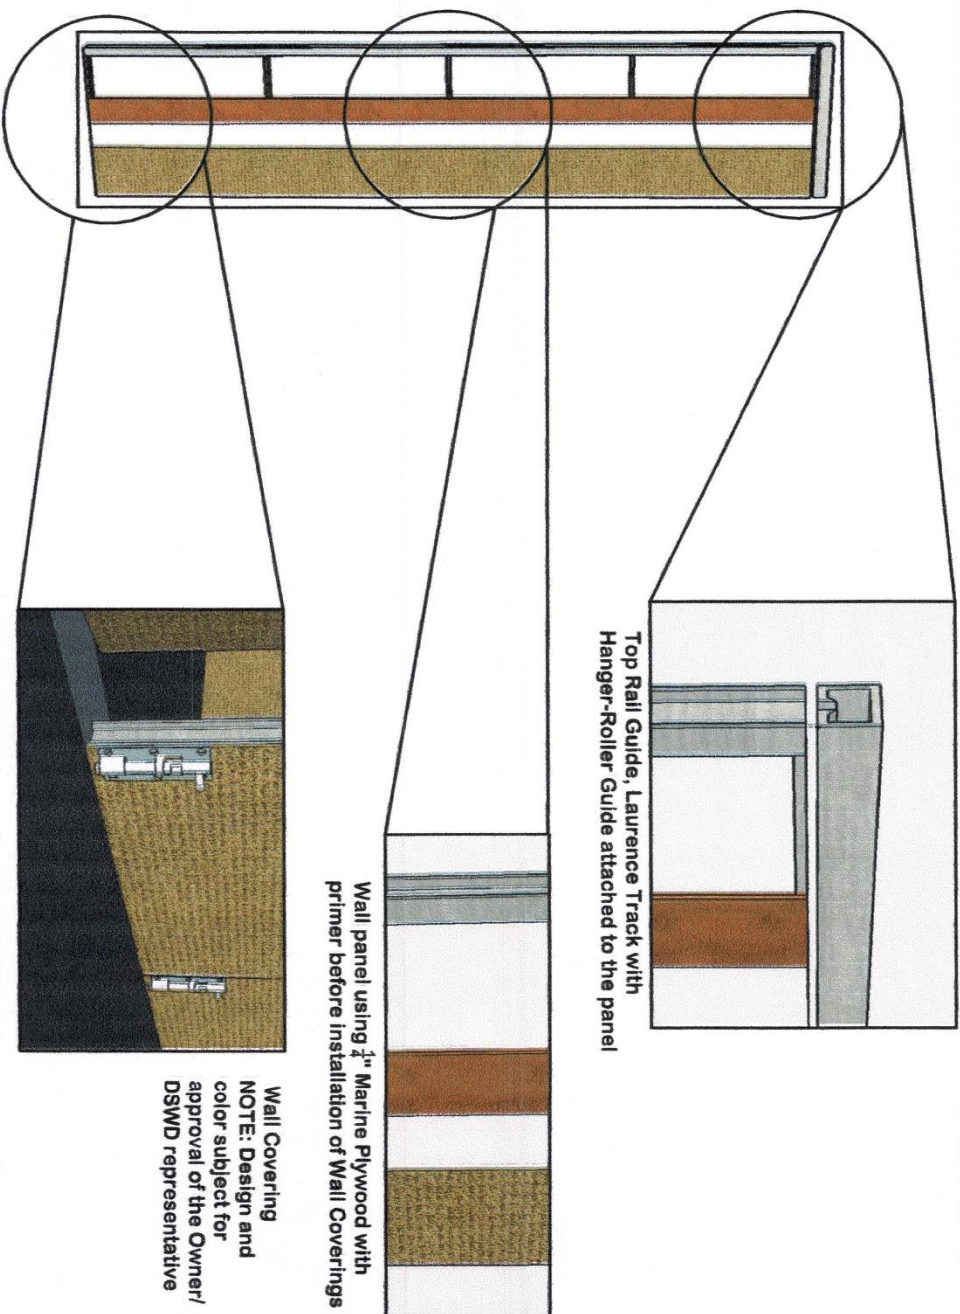 Top Rail Guide, Laurence Track with
Hanger-Roller Guide attached to the panel
Wall panel using ¼" Marine Plywood with
primer before installation of Wall Coverings
Wall Covering
NOTE: Design and
color subject for
approval of the Owner/
DSWD representative